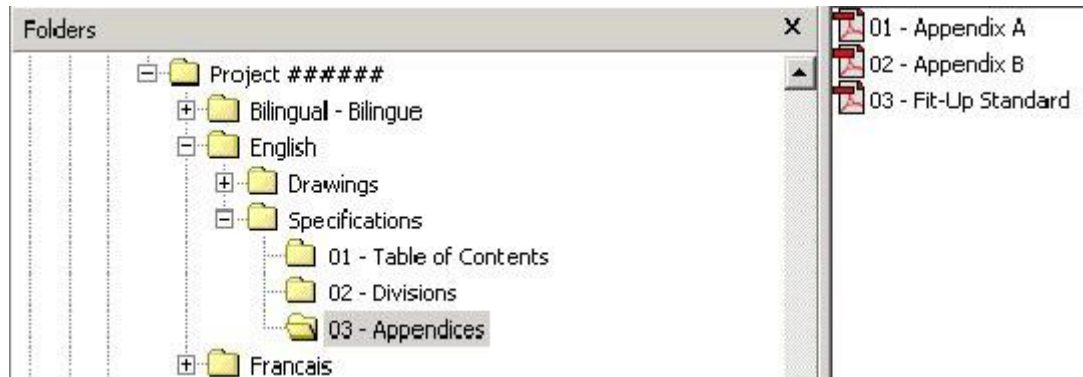 Folders
Project ######
Bilingual - Bilingue
English
Drawings
Specifications
01 - Table of Contents
02 - Divisions
03 - Appendices
Francais
01 - Appendix A
02 - Appendix B
03 - Fit-Up Standard